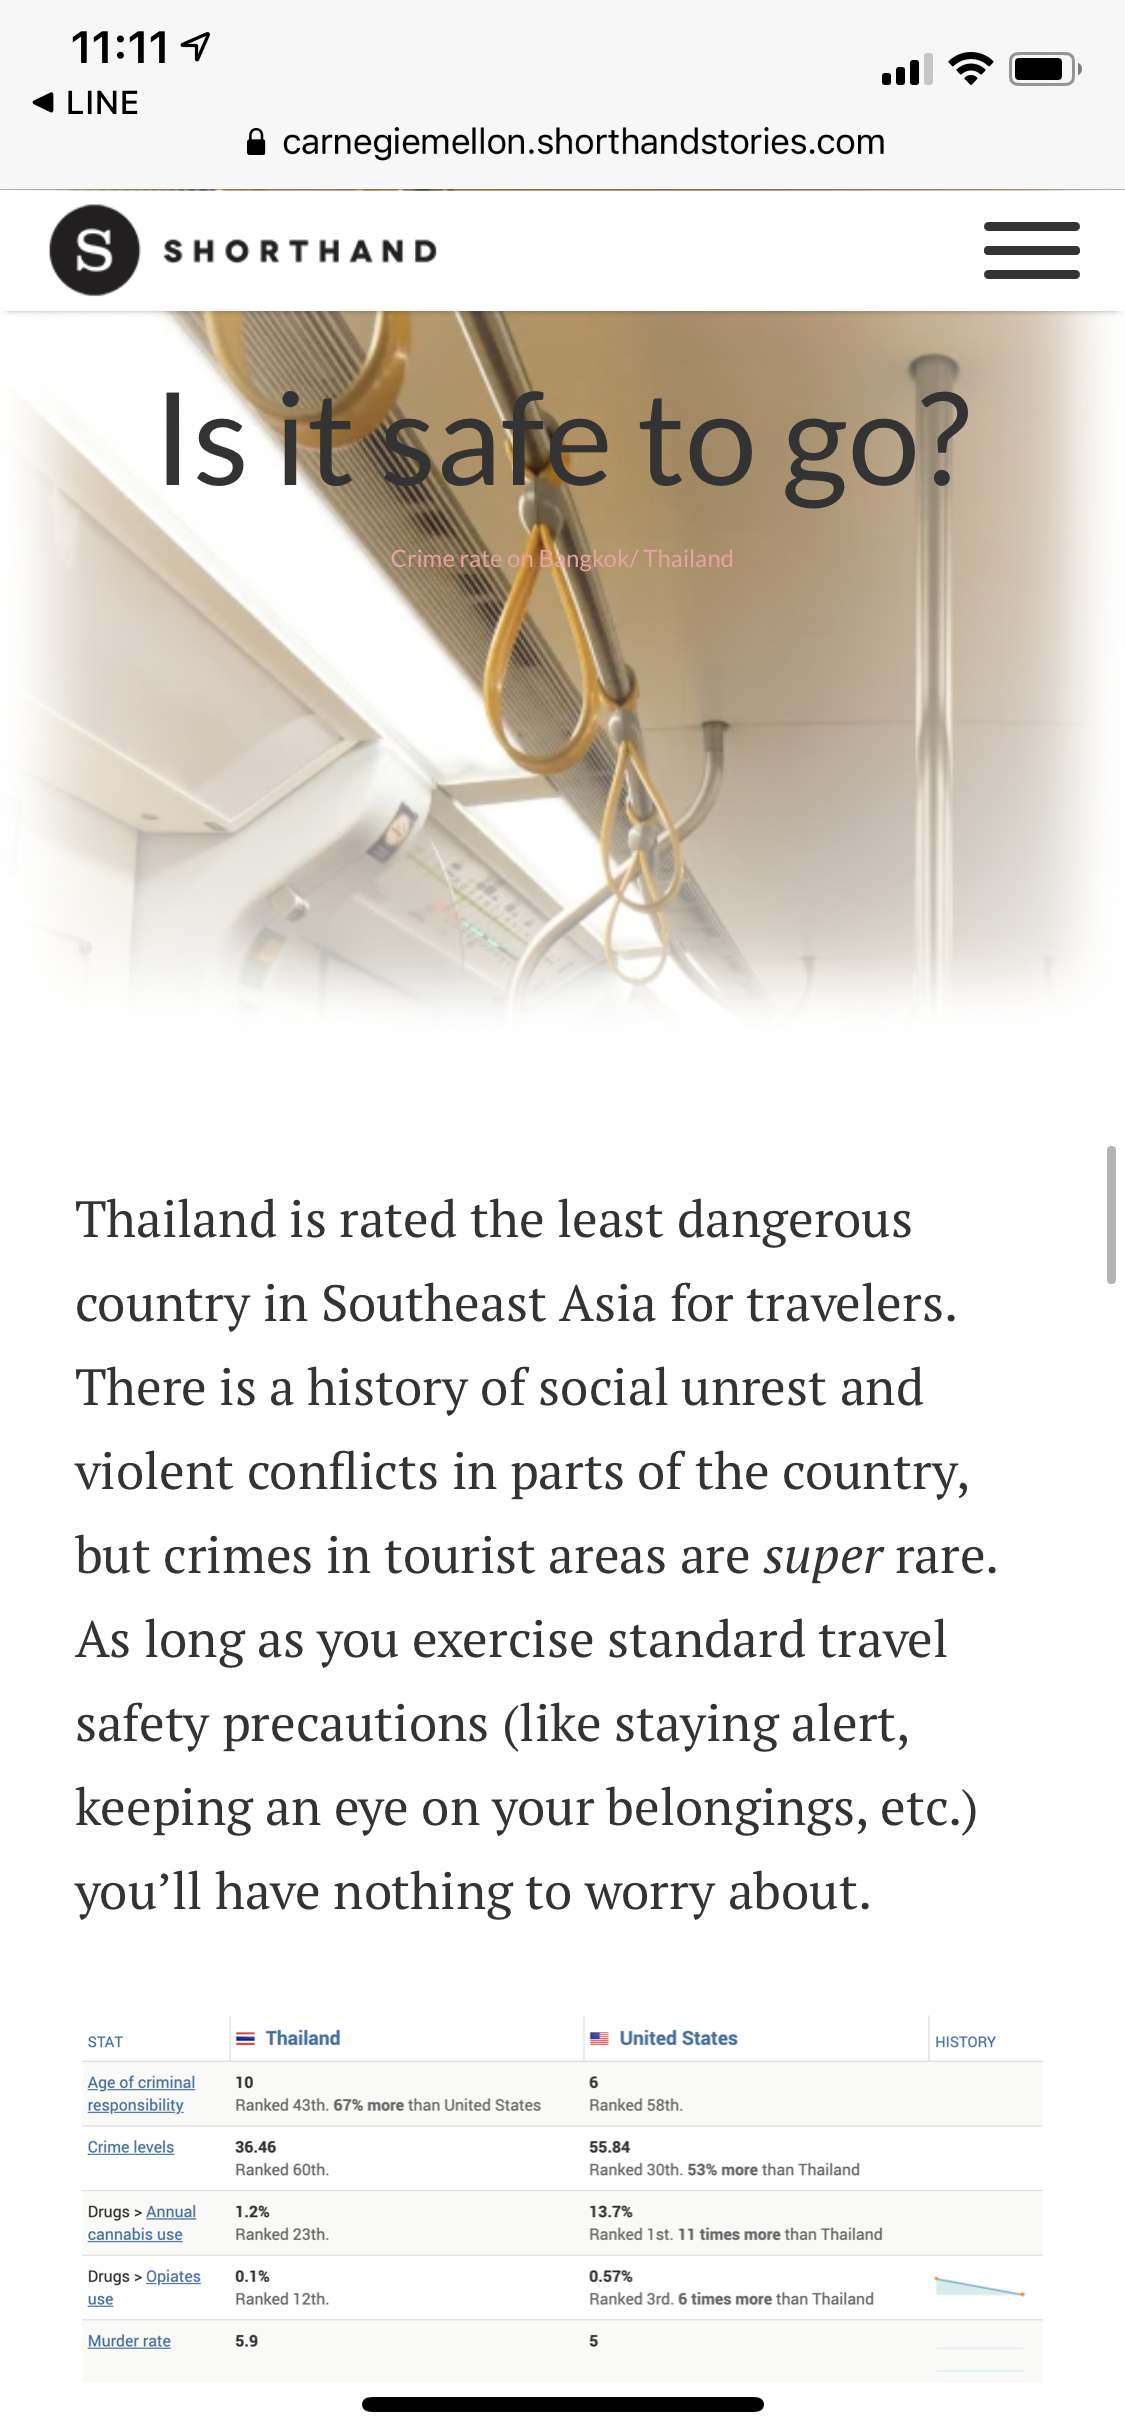 11:11
◀ LINE
carnegiemellon.shorthandstories.com
S SHORTHAND
Is it safe to go?
Crime rate on Bangkok/ Thailand
Thailand is rated the least dangerous
country in Southeast Asia for travelers.
There is a history of social unrest and
violent conflicts in parts of the country,
but crimes in tourist areas are super rare.
As long as you exercise standard travel
safety precautions (like staying alert,
keeping an eye on your belongings, etc.)
you’ll have nothing to worry about.
STAT Thailand United States HISTORY
Age of criminal 10 6
responsibility Ranked 43th. 67% more than United States Ranked 58th.
Crime levels 36.46 55.84
Ranked 60th. Ranked 30th. 53% more than Thailand
Drugs > Annual 1.2% 13.7%
cannabis use Ranked 23th. Ranked 1st. 11 times more than Thailand
Drugs > Opiates 0.1% 0.57%
use Ranked 12th. Ranked 3rd. 6 times more than Thailand
Murder rate 5.9 5